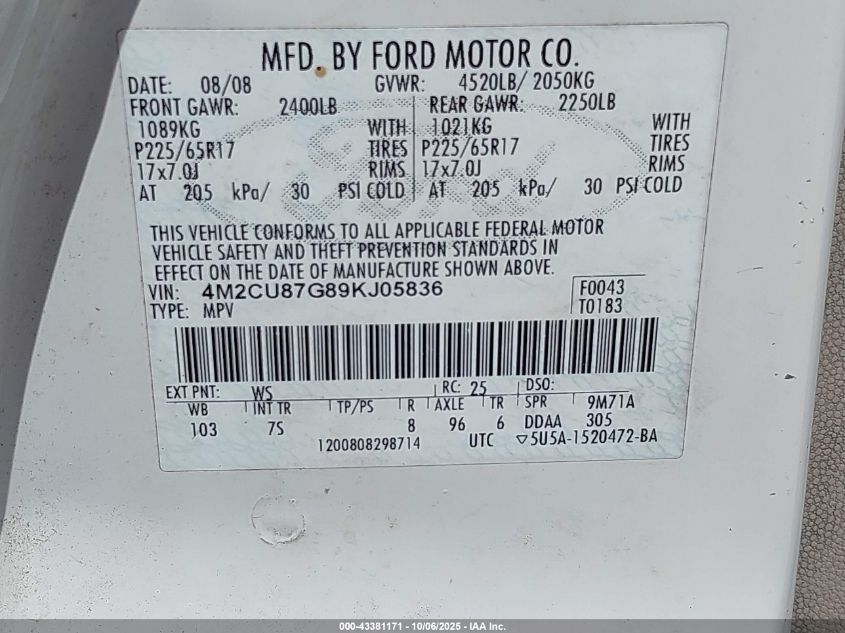 MFD. BY FORD MOTOR CO.
DATE: 08/08 GVWR: 4520LB/ 2050KG
FRONT GAWR: 2400LB REAR GAWR: 2250LB
1089KG WITH 1021KG WITH
P225/65R17 TIRES P225/65R17 TIRES
17x7.0J RIMS 17x7.0J RIMS
AT 205 kPa/ 30 PSI COLD AT 205 kPa/ 30 PSI COLD
THIS VEHICLE CONFORMS TO ALL APPLICABLE FEDERAL MOTOR
VEHICLE SAFETY AND THEFT PREVENTION STANDARDS IN
EFFECT ON THE DATE OF MANUFACTURE SHOWN ABOVE.
VIN: 4M2CU87G89KJ05836 F0043
TYPE: MPV T0183
EXT PNT: WS RC: 25 DSO:
WB INT TR TP/PS R AXLE TR SPR 9M71A
103 7S 8 96 6 DDAA 305
1200808298714 UTC ▽5U5A-1520472-BA
000-43381171 - 10/06/2025 - IAA Inc.